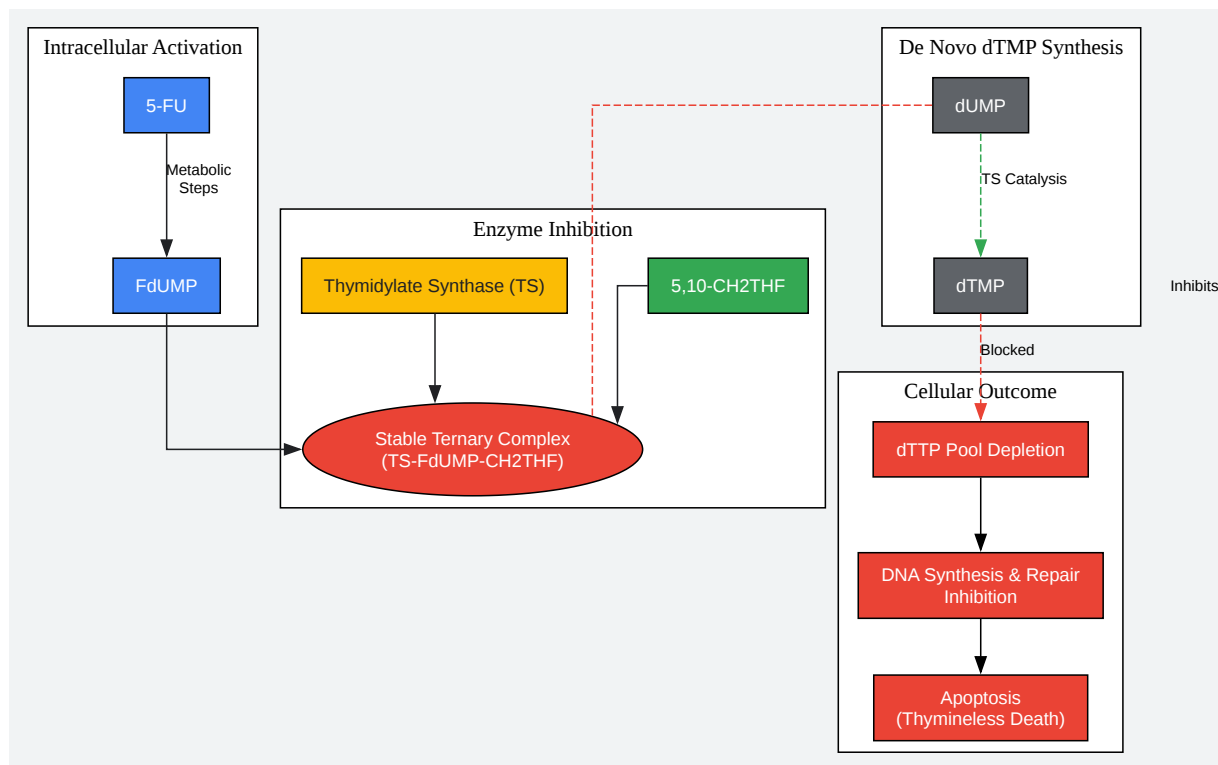 Intracellular Activation
5-FU
Metabolic
Steps
FdUMP
Enzyme Inhibition
Thymidylate Synthase (TS)
5,10-CH2THF
Stable Ternary Complex
(TS-FdUMP-CH2THF)
De Novo dTMP Synthesis
dUMP
TS Catalysis
dTMP
Inhibits
Blocked
Cellular Outcome
dTTP Pool Depletion
DNA Synthesis & Repair
Inhibition
Apoptosis
(Thymineless Death)